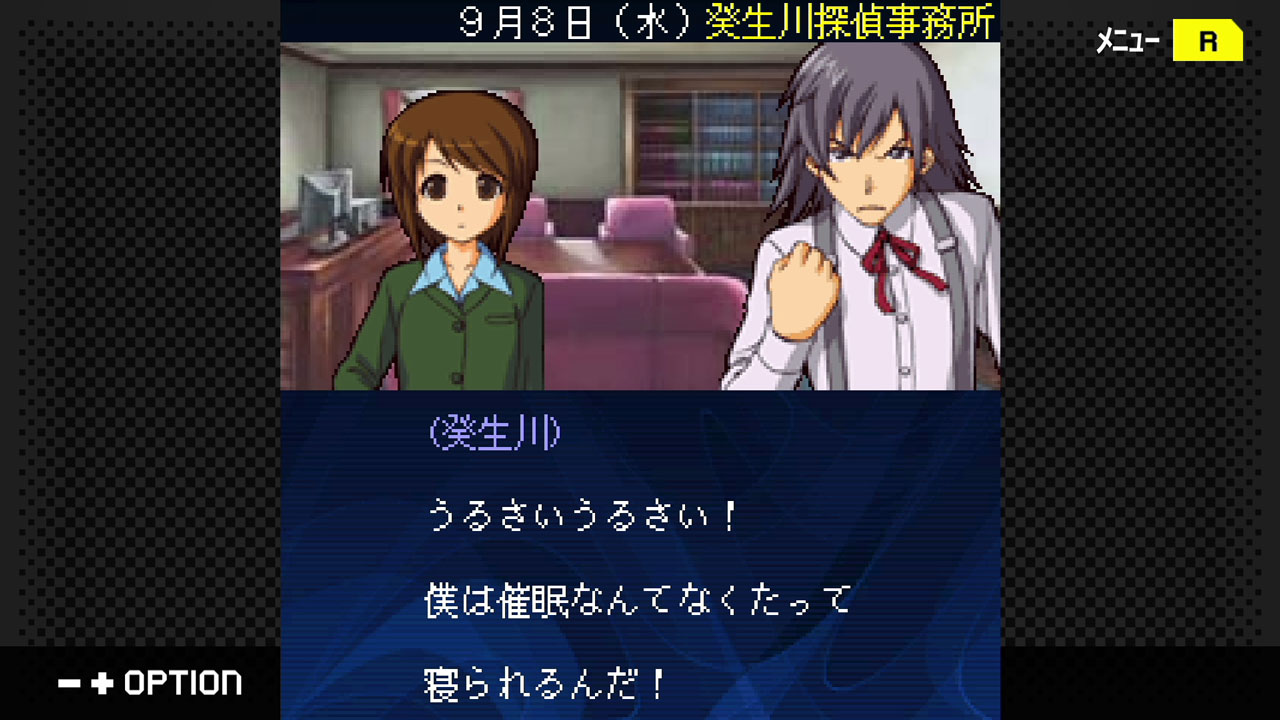 9月8日（水）癸生川探偵事務所
ﾒﾆｭｰ R
（癸生川）
うるさいうるさい！
僕は催眠なんてなくたって
寝られるんだ！
OPTION